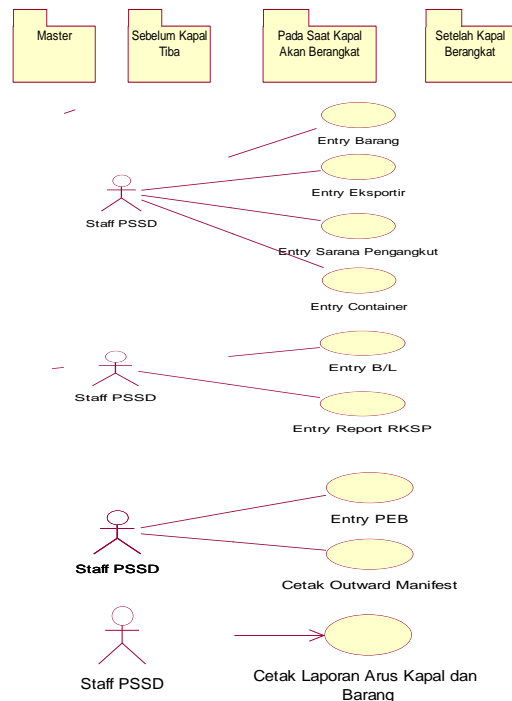 Master
Sebelum Kapal
Tiba
Pada Saat Kapal
Akan Berangkat
Setelah Kapal
Berangkat
Entry Barang
Entry Eksportir
Staff PSSD
Entry Sarana Pengangkut
Entry Container
Entry B/L
Staff PSSD
Entry Report RKSP
Entry PEB
Staff PSSD
Cetak Outward Manifest
Staff PSSD
Cetak Laporan Arus Kapal dan
Barang